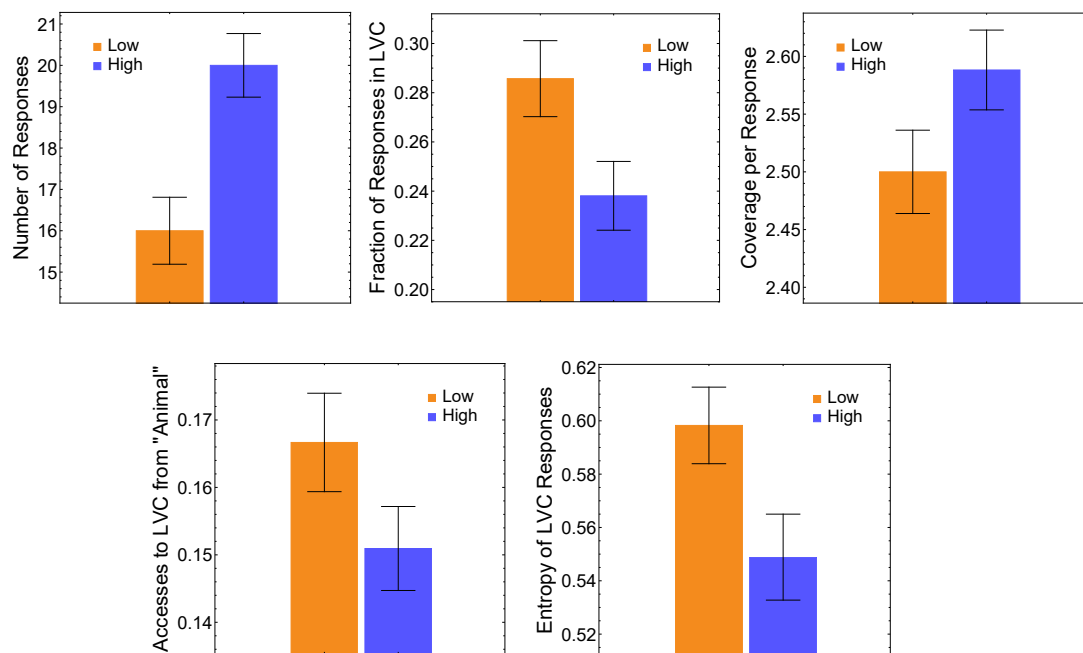 Number of Responses
21
20
19
18
17
16
15
Low
High
Fraction of Responses in LVC
0.30
0.28
0.26
0.24
0.22
0.20
Low
High
Coverage per Response
2.60
2.55
2.50
2.45
2.40
Low
High
Accesses to LVC from "Animal"
0.17
0.16
0.15
0.14
Low
High
Entropy of LVC Responses
0.62
0.60
0.58
0.56
0.54
0.52
Low
High